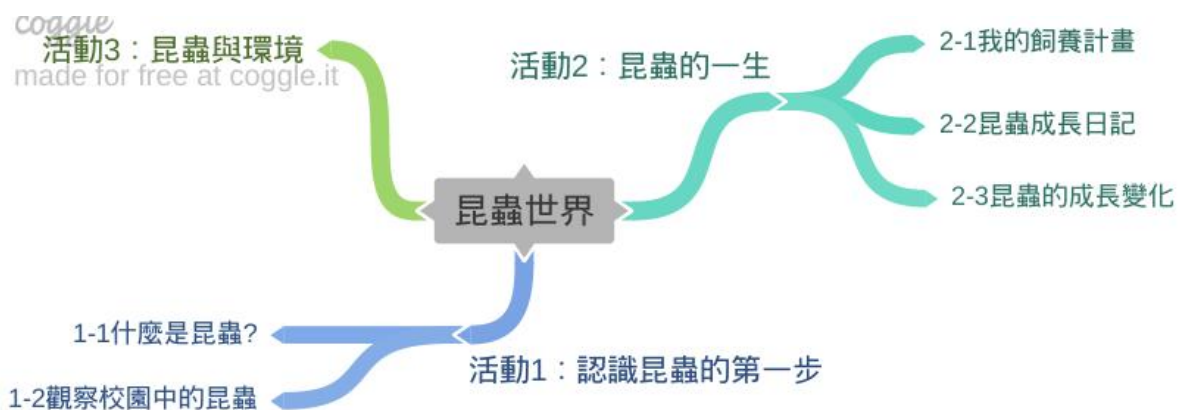 coggle
活動3：昆蟲與環境
made for free at coggle.it
活動2：昆蟲的一生
2-1我的飼養計畫
2-2昆蟲成長日記
2-3昆蟲的成長變化
昆蟲世界
1-1什麼是昆蟲?
1-2觀察校園中的昆蟲
活動1：認識昆蟲的第一步